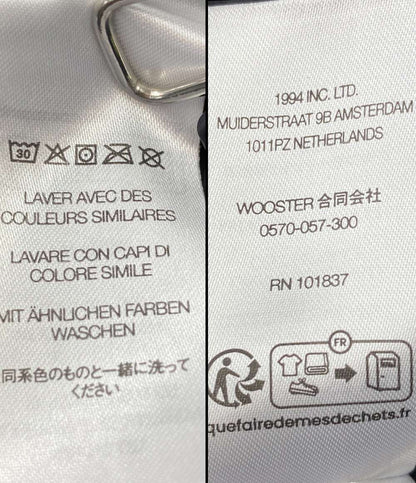 30
LAVER AVEC DES
COULEURS SIMILAIRES
LAVARE CON CAPI DI
COLORE SIMILE
MIT ÄHNLICHEN FARBEN
WASCHEN
同系色のものと一緒に洗って
ください
1994 INC. LTD.
MUIDERSTRAAT 9B AMSTERDAM
1011PZ NETHERLANDS
WOOSTER 合同会社
0570-057-300
RN 101837
FR
quefairedemesdechets.fr